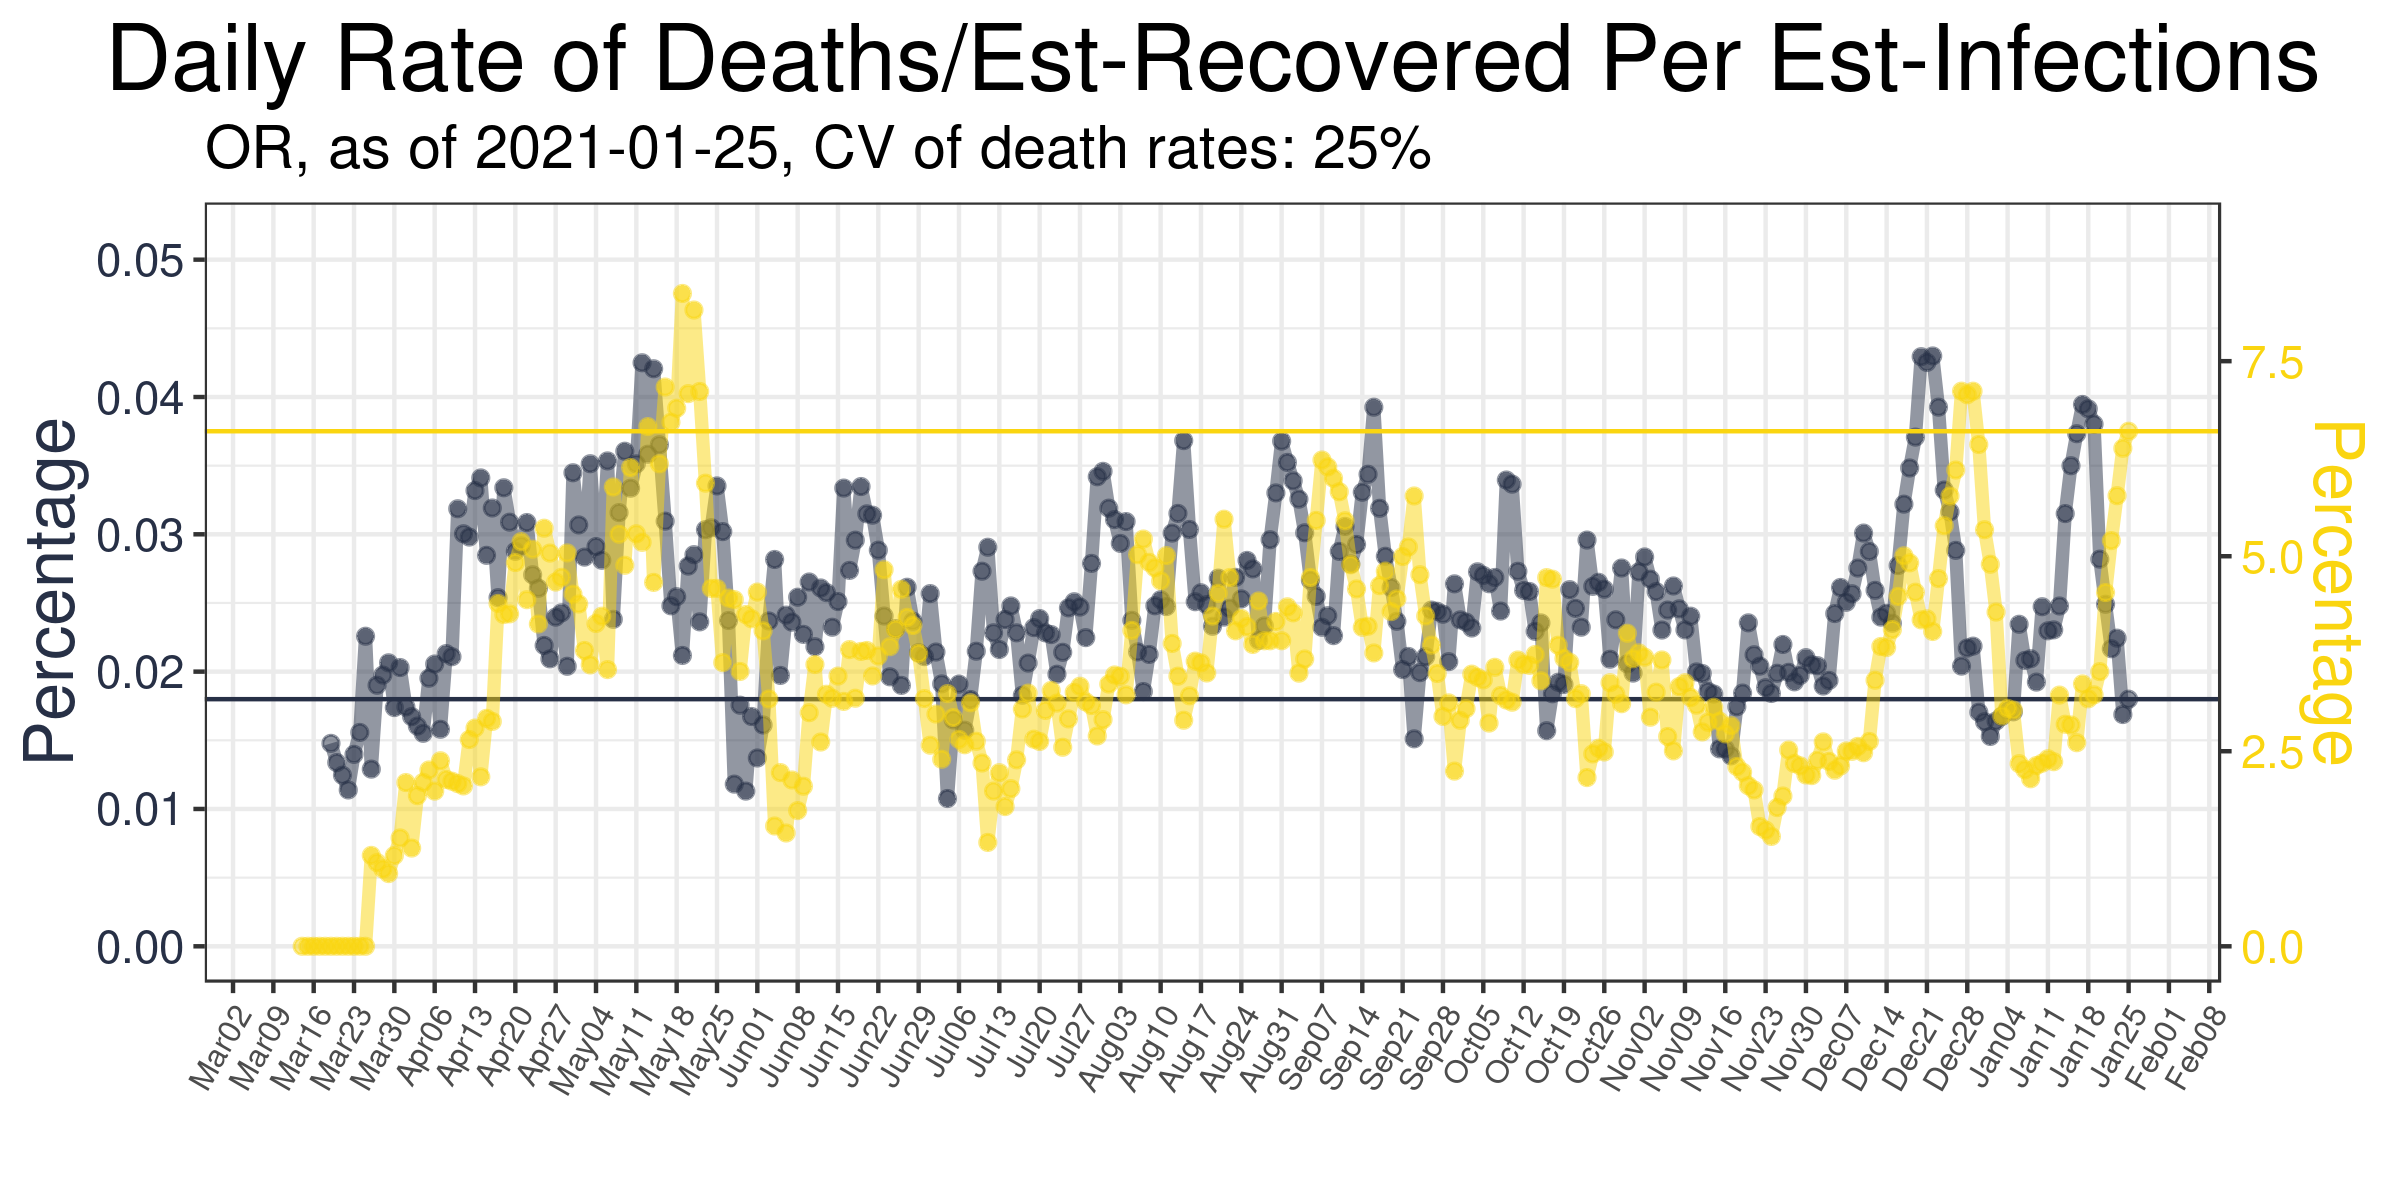 Daily Rate of Deaths/Est-Recovered Per Est-Infections
OR, as of 2021-01-25, CV of death rates: 25%
Percentage
0.05
0.04
0.03
0.02
0.01
0.00
7.5
5.0
2.5
0.0
Percentage
Mar02
Mar09
Mar16
Mar23
Mar30
Apr06
Apr13
Apr20
Apr27
May04
May11
May18
May25
Jun01
Jun08
Jun15
Jun22
Jun29
Jul06
Jul13
Jul20
Jul27
Aug03
Aug10
Aug17
Aug24
Aug31
Sep07
Sep14
Sep21
Sep28
Oct05
Oct12
Oct19
Oct26
Nov02
Nov09
Nov16
Nov23
Nov30
Dec07
Dec14
Dec21
Dec28
Dec04
Jan11
Jan18
Jan25
Feb01
Feb08